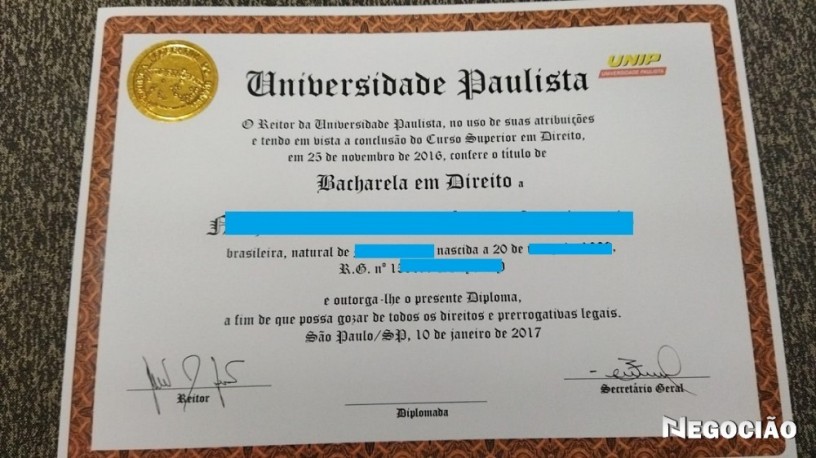 UNIP
UNIVERSIDADE PAULISTA
Universidade Paulista
O Reitor da Universidade Paulista, no uso de suas atribuições
e tendo em vista a conclusão do Curso Superior em Direito,
em 25 de novembro de 2016, confere o título de
Bacharela em Direito a
brasileira, natural de nascida a 20 de
R.G. nº
e outorga-lhe o presente Diploma,
a fim de que possa gozar de todos os direitos e prerrogativas legais.
São Paulo/SP, 10 de janeiro de 2017
Reitor
Diplomada
Secretário Geral
NEGOCIÃO